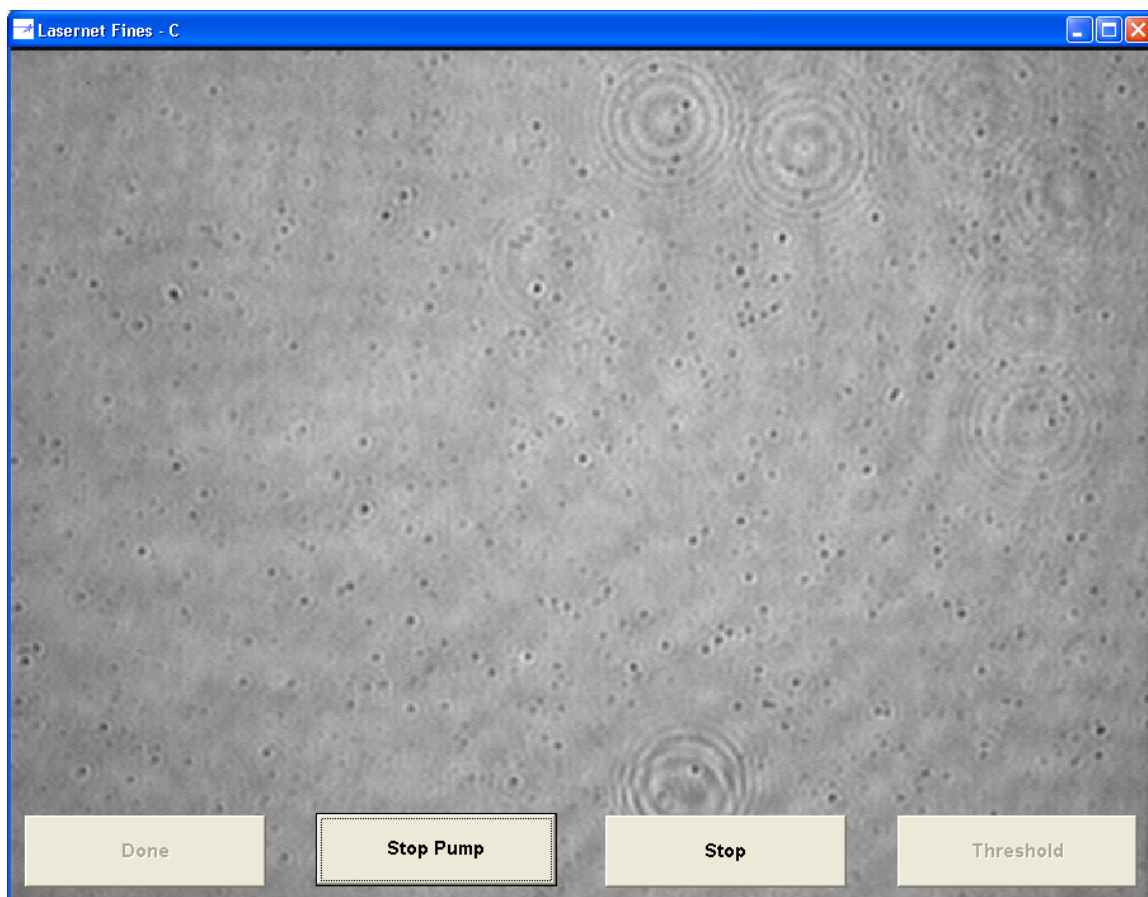 Lasernet Fines - C
Done
Stop Pump
Stop
Threshold